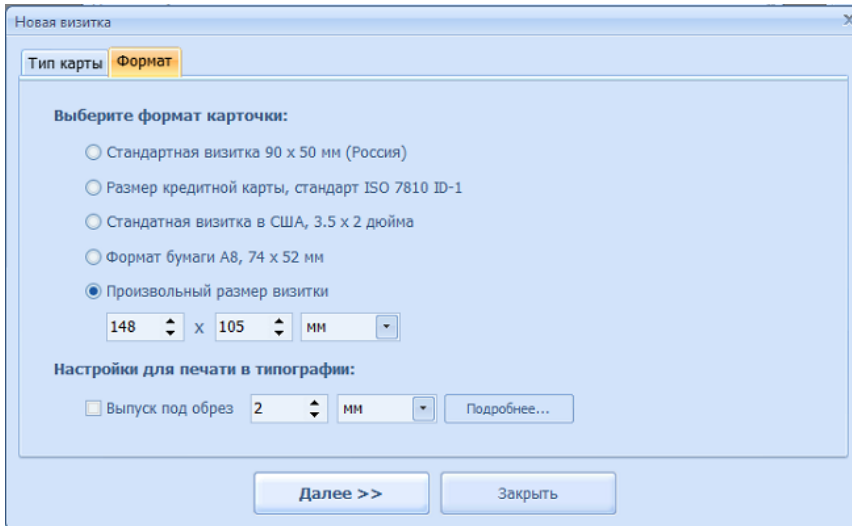 Новая визитка
Тип карты Формат
Выберите формат карточки:
Стандартная визитка 90 x 50 мм (Россия)
Размер кредитной карты, стандарт ISO 7810 ID-1
Стандатная визитка в США, 3.5 x 2 дюйма
Формат бумаги A8, 74 x 52 мм
Произвольный размер визитки
148 x 105 мм
Настройки для печати в типографии:
Выпуск под обрез 2 мм Подробнее...
Далее >> Закрыть